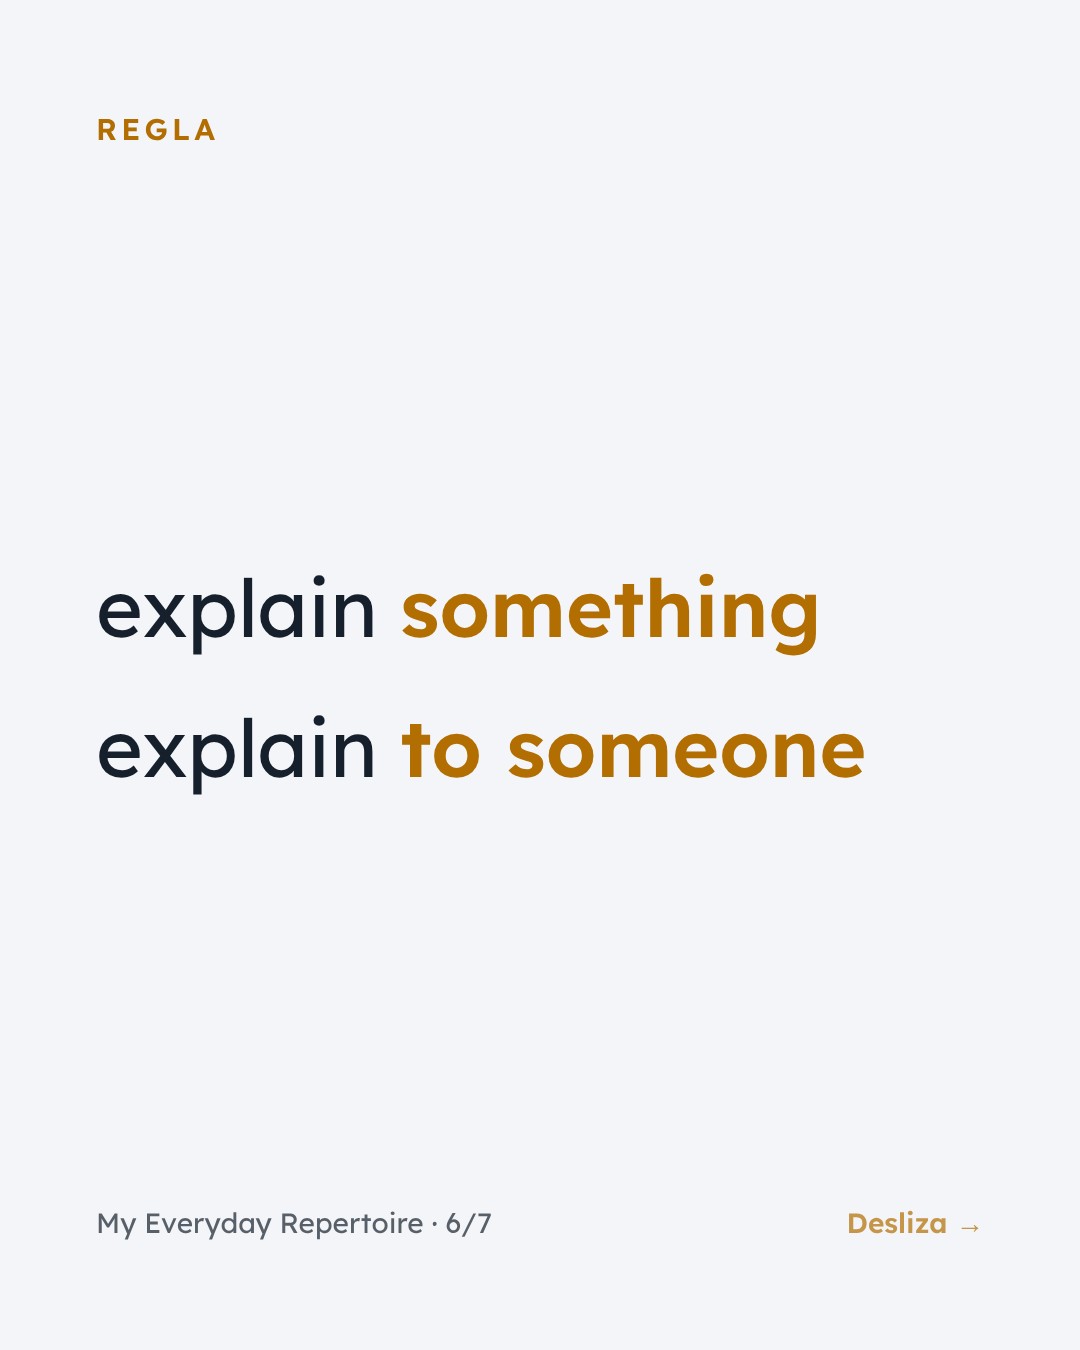 REGLA
explain something
explain to someone
My Everyday Repertoire · 6/7
Desliza →